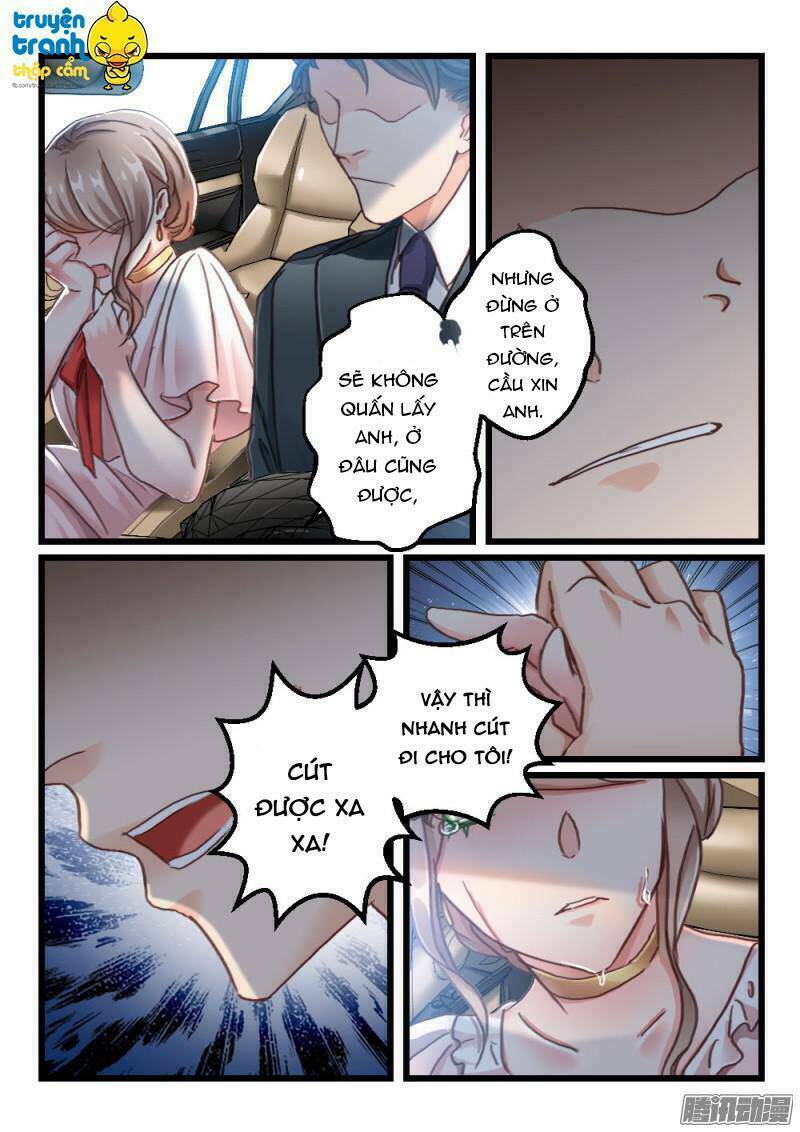 truyện
tranh
thập cẩm
SẼ KHÔNG
QUẤN LẤY
ANH, Ở
ĐÂU CŨNG
ĐƯỢC,
NHƯNG
ĐỪNG Ở
TRÊN
ĐƯỜNG,
CẦU XIN
ANH.
VẬY THÌ
NHANH CÚT
ĐI CHO TÔI!
CÚT
ĐƯỢC XA
XA!
腾讯动漫